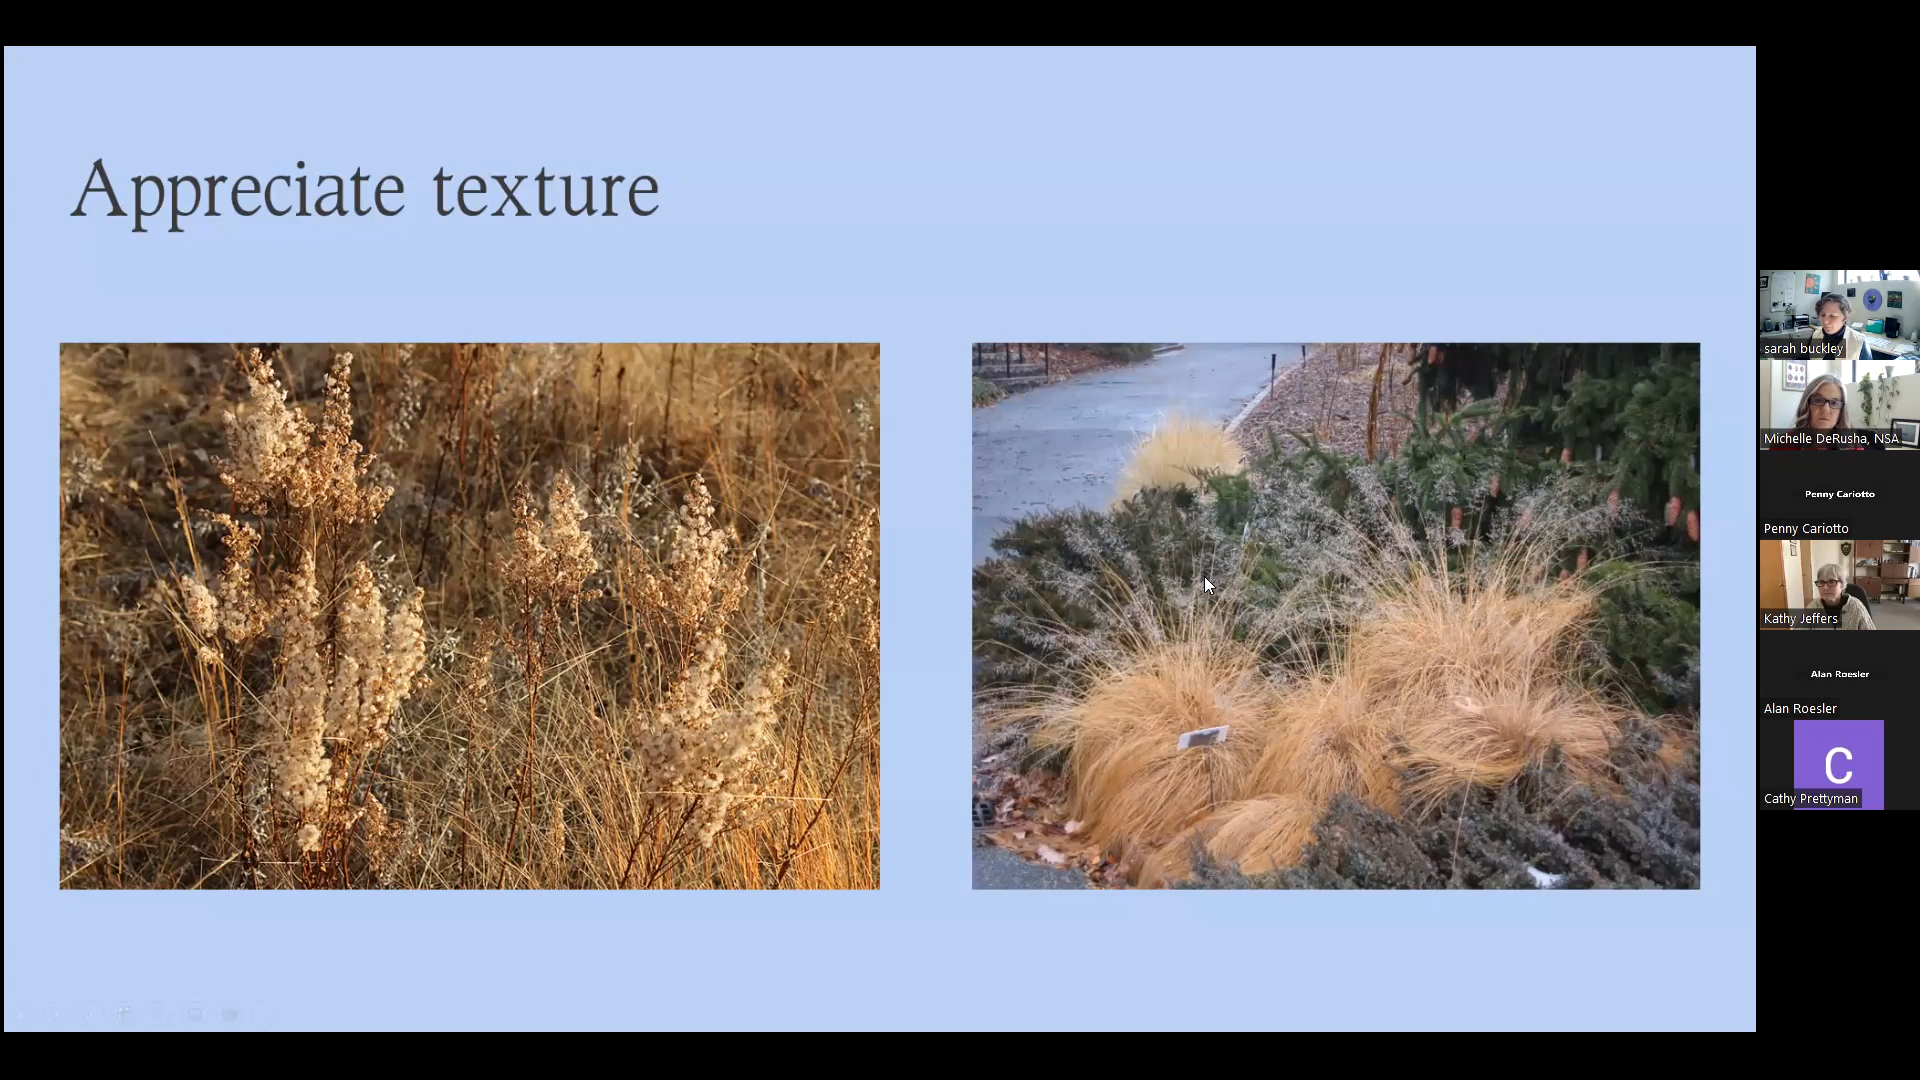 Appreciate texture
sarah buckley
Michelle DeRusha, NSA
Penny Cariotto
Penny Cariotto
Kathy Jeffers
Alan Roesler
Alan Roesler
C
Cathy Prettyman